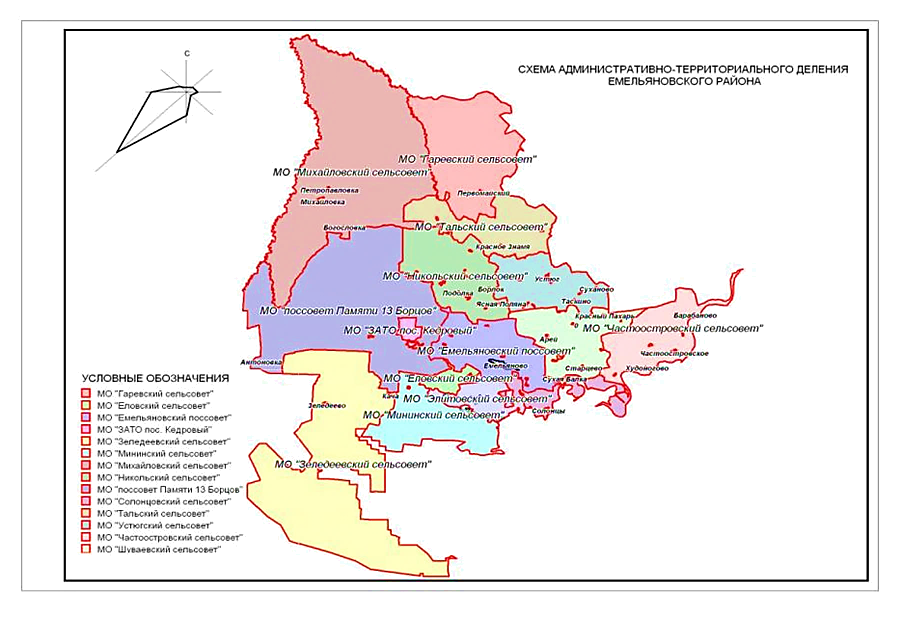 С
СХЕМА АДМИНИСТРАТИВНО-ТЕРРИТОРИАЛЬНОГО ДЕЛЕНИЯ
ЕМЕЛЬЯНОВСКОГО РАЙОНА
МО "Гаревский сельсовет"
МО "Михайловский сельсовет"
Петропавловка
Михайловка
Первомайский
Богословка
МО "Тальский сельсовет"
Красное Знамя
МО "Никольский сельсовет"
Устюг
Подолка
Борлок
Сухáново
Ясная Поляна
Таскино
МО "поссовет Памяти 13 Борцов"
Красный Пахарь
Барабаново
МО "ЗАТО пос. Кедровый"
МО "Частоостровский сельсовет"
Арей
МО "Емельяновский поссовет"
Частоостровское
Антоновка
Емельяново
Старцево
Худоногово
МО "Еловский сельсовет"
Сухая Балка
Кача
МО "Элитовский сельсовет"
Зеледеево
МО "Мининский сельсовет"
Солонцы
МО "Зеледеевский сельсовет"
УСЛОВНЫЕ ОБОЗНАЧЕНИЯ
МО "Гаревский сельсовет"
МО "Еловский сельсовет"
МО "Емельяновский поссовет"
МО "ЗАТО пос. Кедровый"
МО "Зеледеевский сельсовет"
МО "Мининский сельсовет"
МО "Михайловский сельсовет"
МО "Никольский сельсовет"
МО "поссовет Памяти 13 Борцов"
МО "Солонцовский сельсовет"
МО "Тальский сельсовет"
МО "Устюгский сельсовет"
МО "Частоостровский сельсовет"
МО "Шуваевский сельсовет"